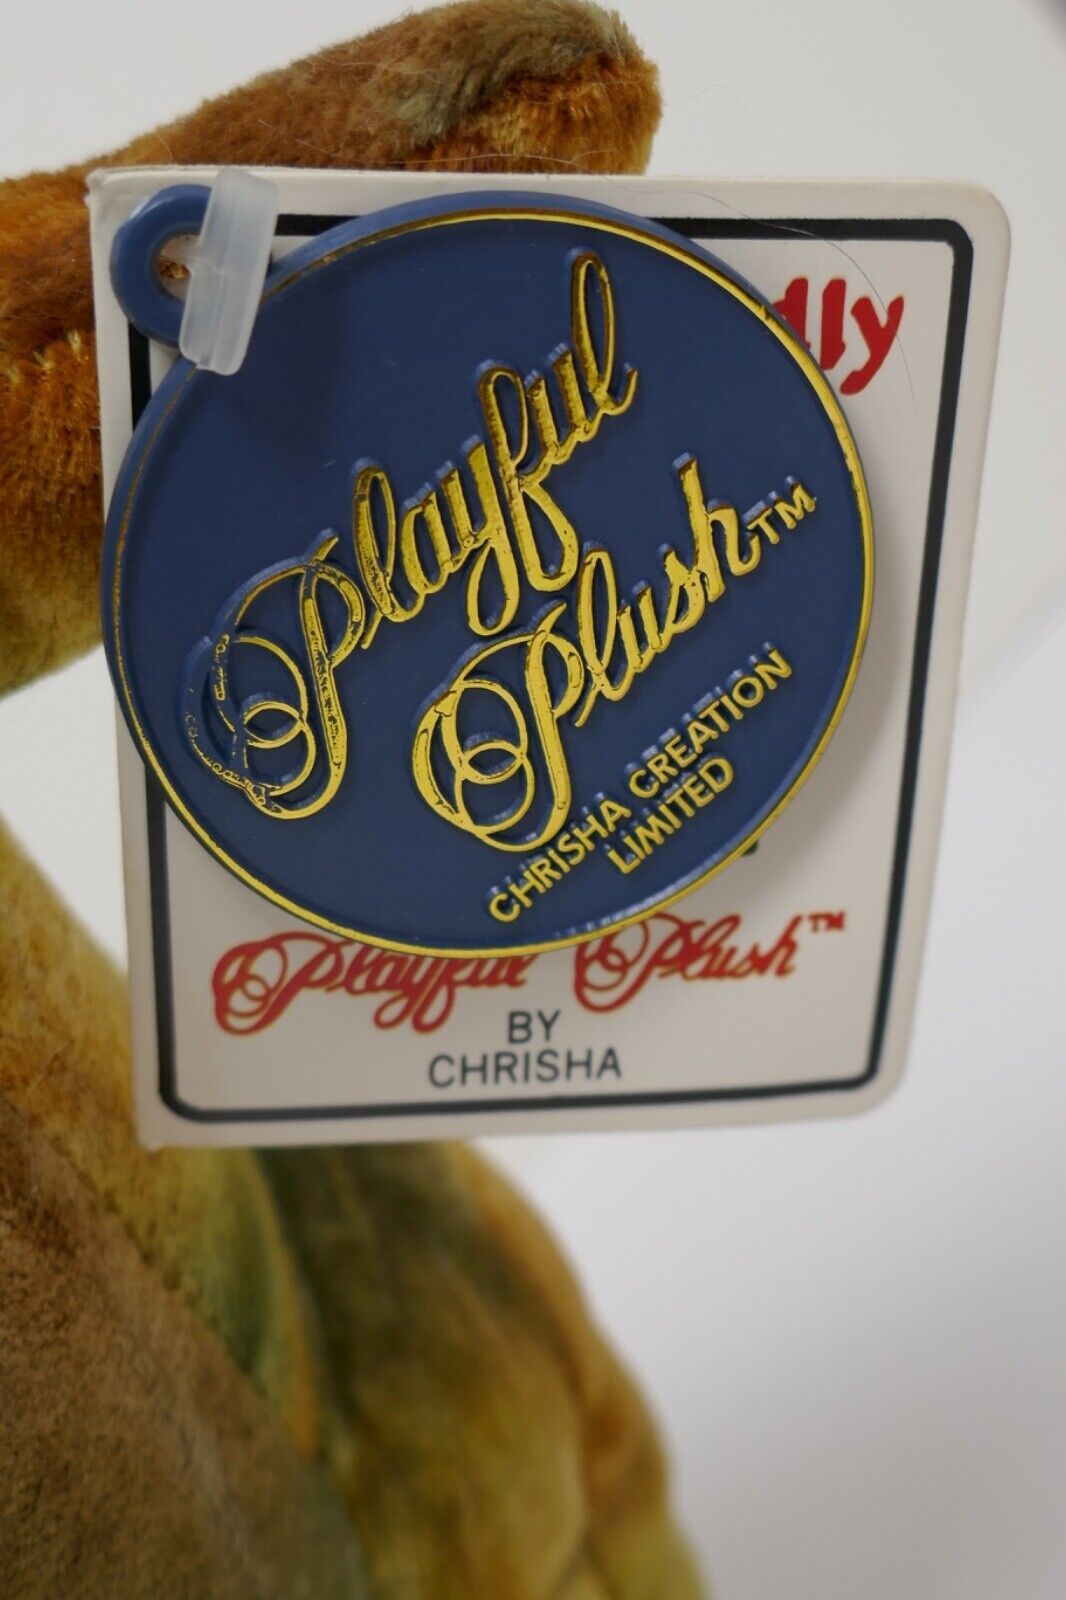 Playful
Plush™
CHRISHA CREATION
LIMITED
Playful Plush™
BY
CHRISHA